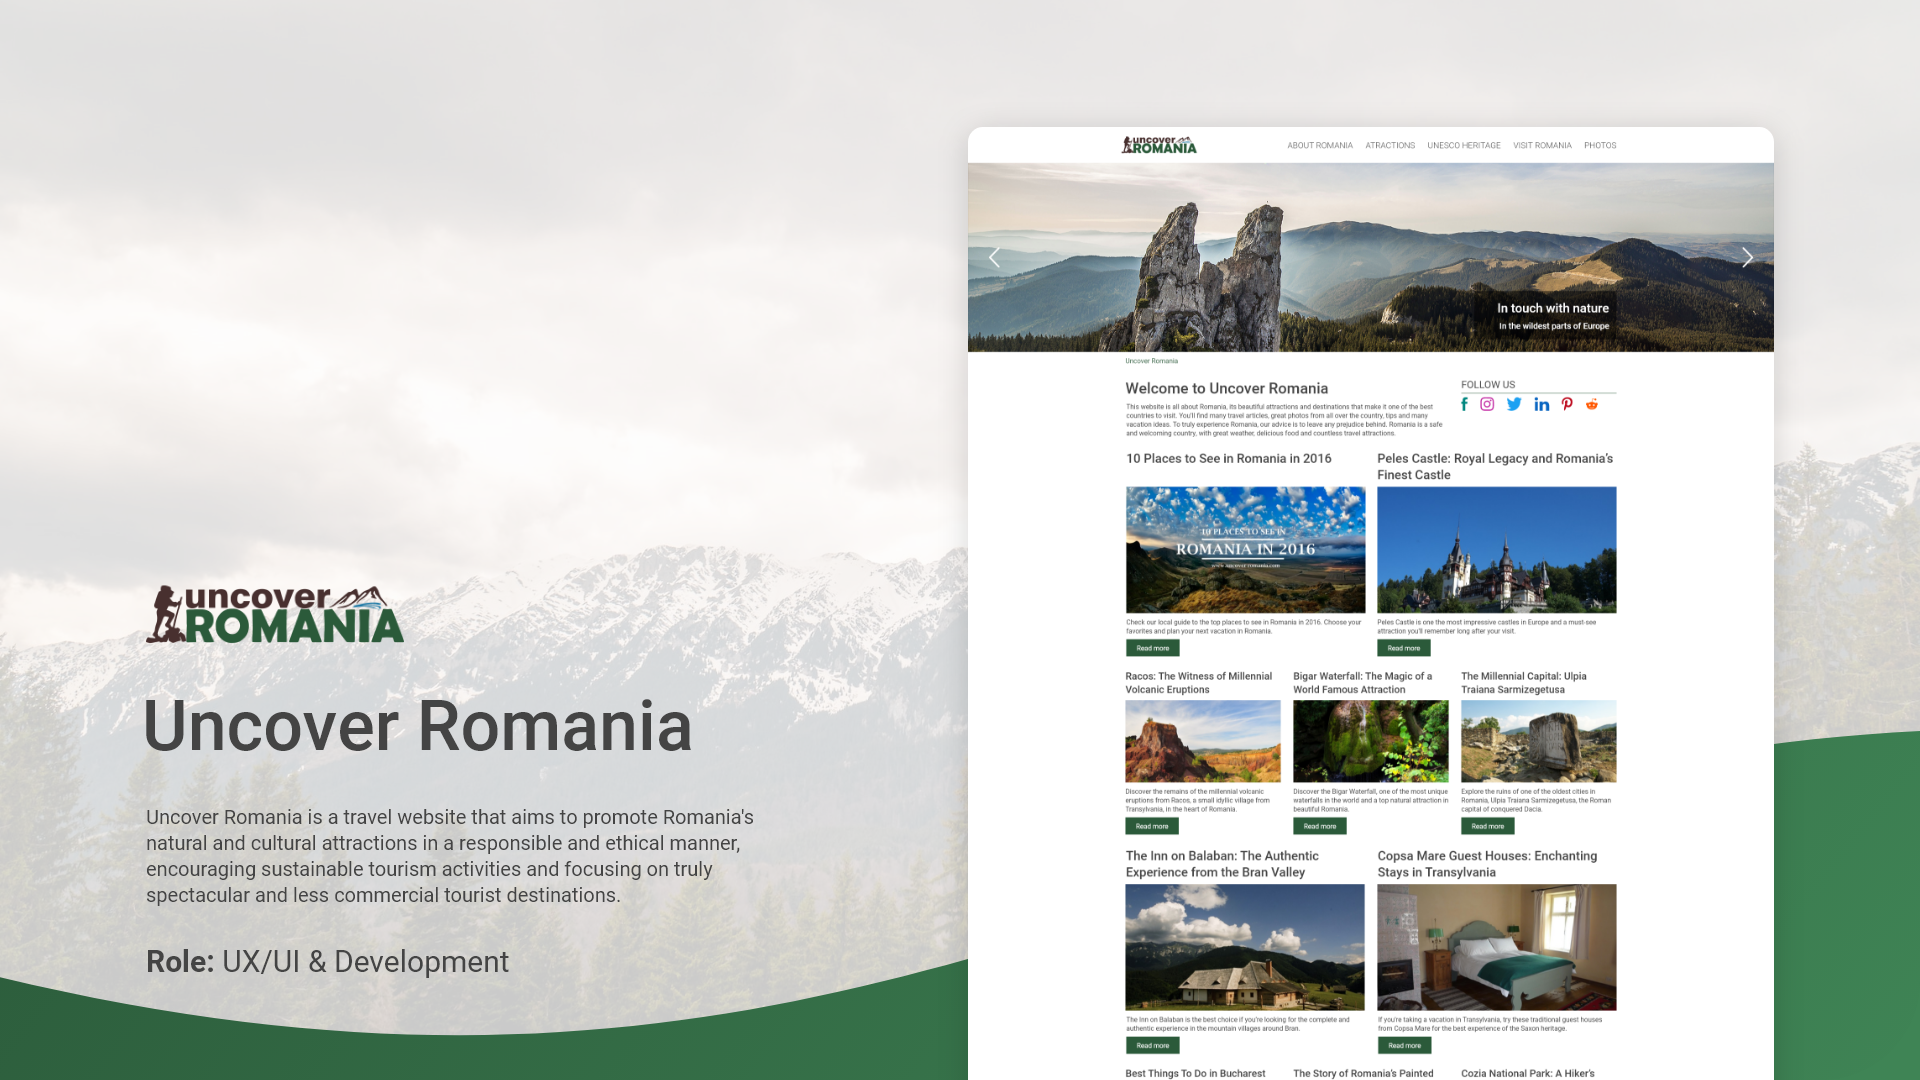 uncover
ROMANIA
Uncover Romania
Uncover Romania is a travel website that aims to promote Romania's
natural and cultural attractions in a responsible and ethical manner,
encouraging sustainable tourism activities and focusing on truly
spectacular and less commercial tourist destinations.
Role: UX/UI & Development
uncover
ROMANIA
ABOUT ROMANIA ATRACTIONS UNESCO HERITAGE VISIT ROMANIA PHOTOS
In touch with nature
In the wildest parts of Europe
Uncover Romania
Welcome to Uncover Romania
This website is all about Romania, its beautiful attractions and destinations that make it one of the best
countries to visit. You'll find many travel articles, great photos from all over the country, tips and many
vacation ideas. To truly experience Romania, our advice is to leave any prejudice behind. Romania is a safe
and welcoming country, with great weather, delicious food and countless travel attractions.
FOLLOW US
10 Places to See in Romania in 2016
10 PLACES TO SEE IN
ROMANIA IN 2016
www.uncover-romania.com
Check our local guide to the top places to see in Romania in 2016. Choose your
favorites and plan your next vacation in Romania.
Read more
Peles Castle: Royal Legacy and Romania's
Finest Castle
Peles Castle is one the most impressive castles in Europe and a must-see
attraction you'll remember long after your visit.
Read more
Racos: The Witness of Millennial
Volcanic Eruptions
Discover the remains of the millennial volcanic
eruptions from Racos, a small idyllic village from
Transylvania, in the heart of Romania.
Read more
Bigar Waterfall: The Magic of a
World Famous Attraction
Discover the Bigar Waterfall, one of the most unique
waterfalls in the world and a top natural attraction in
beautiful Romania.
Read more
The Millennial Capital: Ulpia
Traiana Sarmizegetusa
Explore the ruins of one of the oldest cities in
Romania, Ulpia Traiana Sarmizegetusa, the Roman
capital of conquered Dacia.
Read more
The Inn on Balaban: The Authentic
Experience from the Bran Valley
The Inn on Balaban is the best choice if you're looking for the complete and
authentic experience in the mountain villages around Bran.
Read more
Copsa Mare Guest Houses: Enchanting
Stays in Transylvania
If you're taking a vacation in Transylvania, try these traditional guest houses
from Copsa Mare for the best experience of the Saxon heritage.
Read more
Best Things To Do in Bucharest
The Story of Romania's Painted
Cozia National Park: A Hiker's